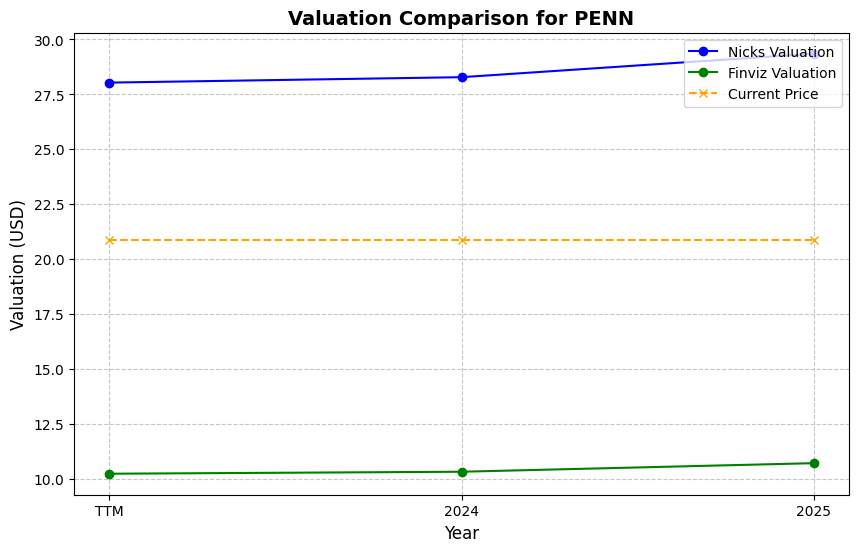 Valuation Comparison for PENN
30.0
27.5
25.0
22.5
20.0
17.5
15.0
12.5
10.0
Valuation (USD)
Nicks Valuation
Finviz Valuation
Current Price
TTM
2024
2025
Year